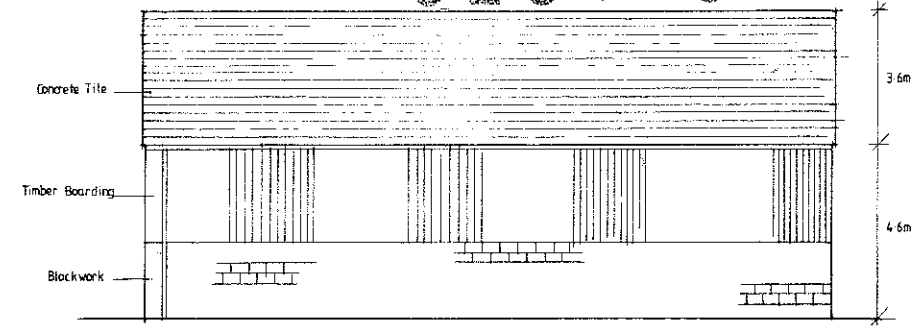 Concrete Tile
3·6m
Timber Boarding
4·6m
Blockwork